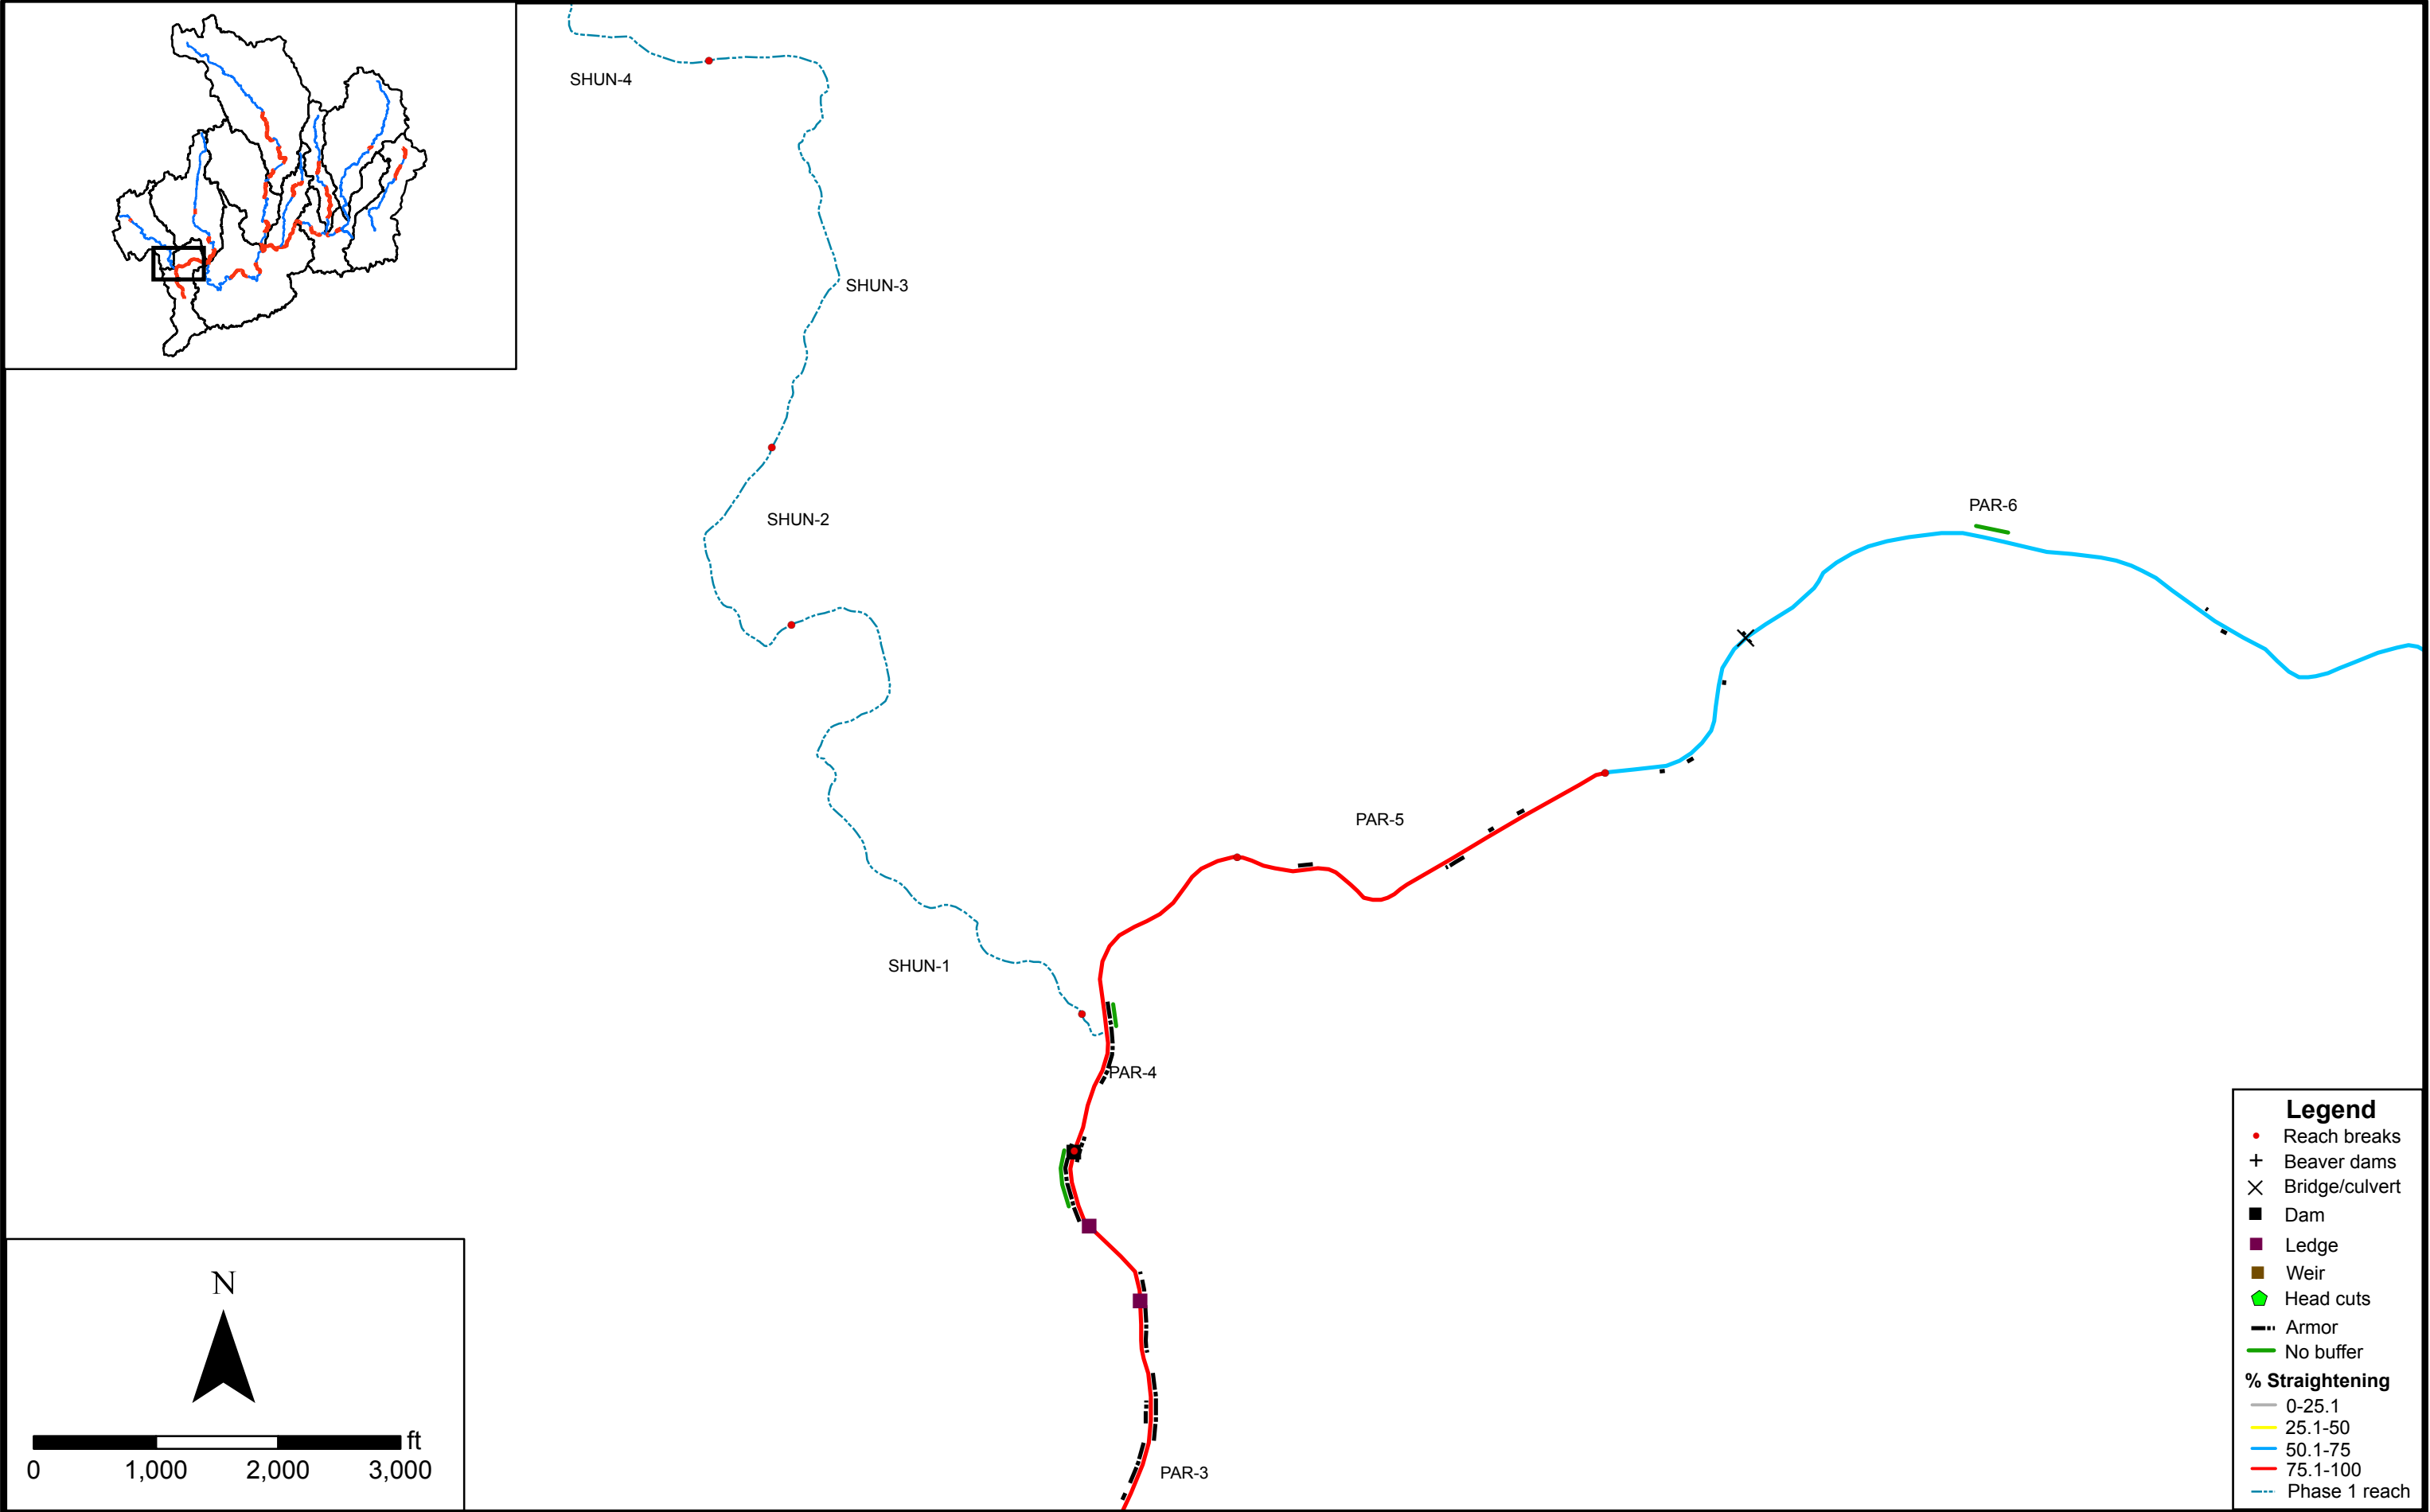 SHUN-4
SHUN-3
SHUN-2
PAR-6
PAR-5
SHUN-1
PAR-4
PAR-3
N
ft
0 1,000 2,000 3,000
Legend
Reach breaks
Beaver dams
Bridge/culvert
Dam
Ledge
Weir
Head cuts
Armor
No buffer
% Straightening
0-25.1
25.1-50
50.1-75
75.1-100
Phase 1 reach